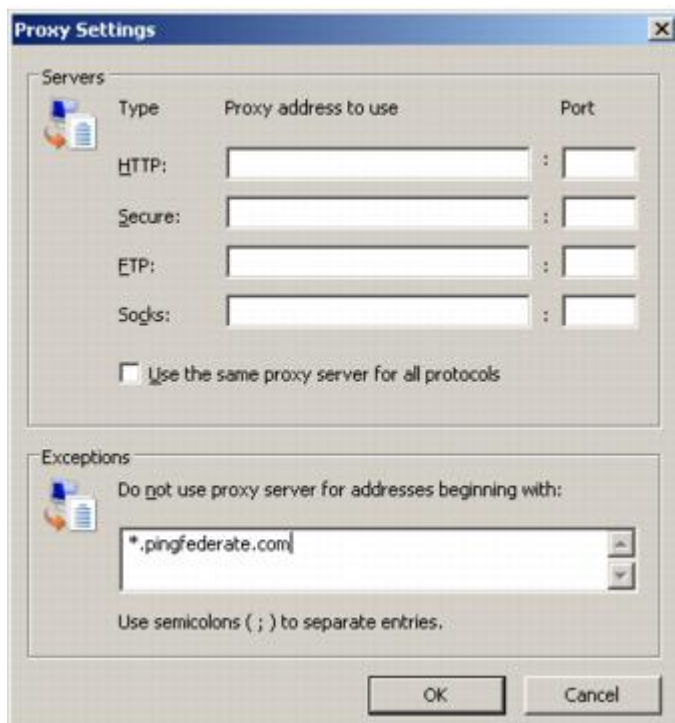 Proxy Settings
Servers
Type Proxy address to use Port
HTTP: :
Secure: :
FTP: :
Socks: :
Use the same proxy server for all protocols
Exceptions
Do not use proxy server for addresses beginning with:
*.pingfederate.com
Use semicolons ( ; ) to separate entries.
OK Cancel